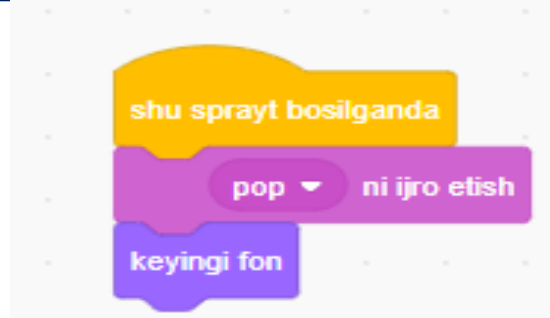 shu sprayt bosilganda
pop ni ijro etish
keyingi fon